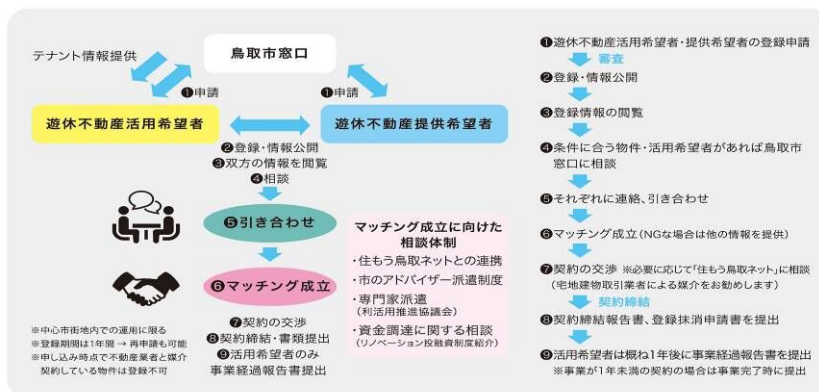 テナント情報提供
鳥取市窓口
❶申請
❶申請
遊休不動産活用希望者
遊休不動産提供希望者
❷登録・情報公開
❸双方の情報を閲覧
❹相談
❺引き合わせ
❻マッチング成立
❼契約の交渉
❽契約締結・書類提出
❾活用希望者のみ
事業経過報告書提出
マッチング成立に向けた
相談体制
・住もう鳥取ネットとの連携
・市のアドバイザー派遣制度
・専門家派遣
(利活用推進協議会)
・資金調達に関する相談
(リノベーション投融資制度紹介)
※中心市街地内での運用に限る
※登録期間は1年間 → 再申請も可能
※申し込み時点で不動産業者と媒介
契約している物件は登録不可
❶遊休不動産活用希望者・提供希望者の登録申請
審査
❷登録・情報公開
❸登録情報の閲覧
❹条件に合う物件・活用希望者があれば鳥取市
窓口に相談
❺それぞれに連絡、引き合わせ
❻マッチング成立(NGな場合は他の情報を提供)
❼契約の交渉 ※必要に応じて「住もう鳥取ネット」に相談
(宅地建物取引業者による媒介をお勧めします)
契約締結
❽契約締結報告書、登録抹消申請書を提出
❾活用希望者は概ね1年後に事業経過報告書を提出
※事業が1年未満の契約の場合は事業完了時に提出